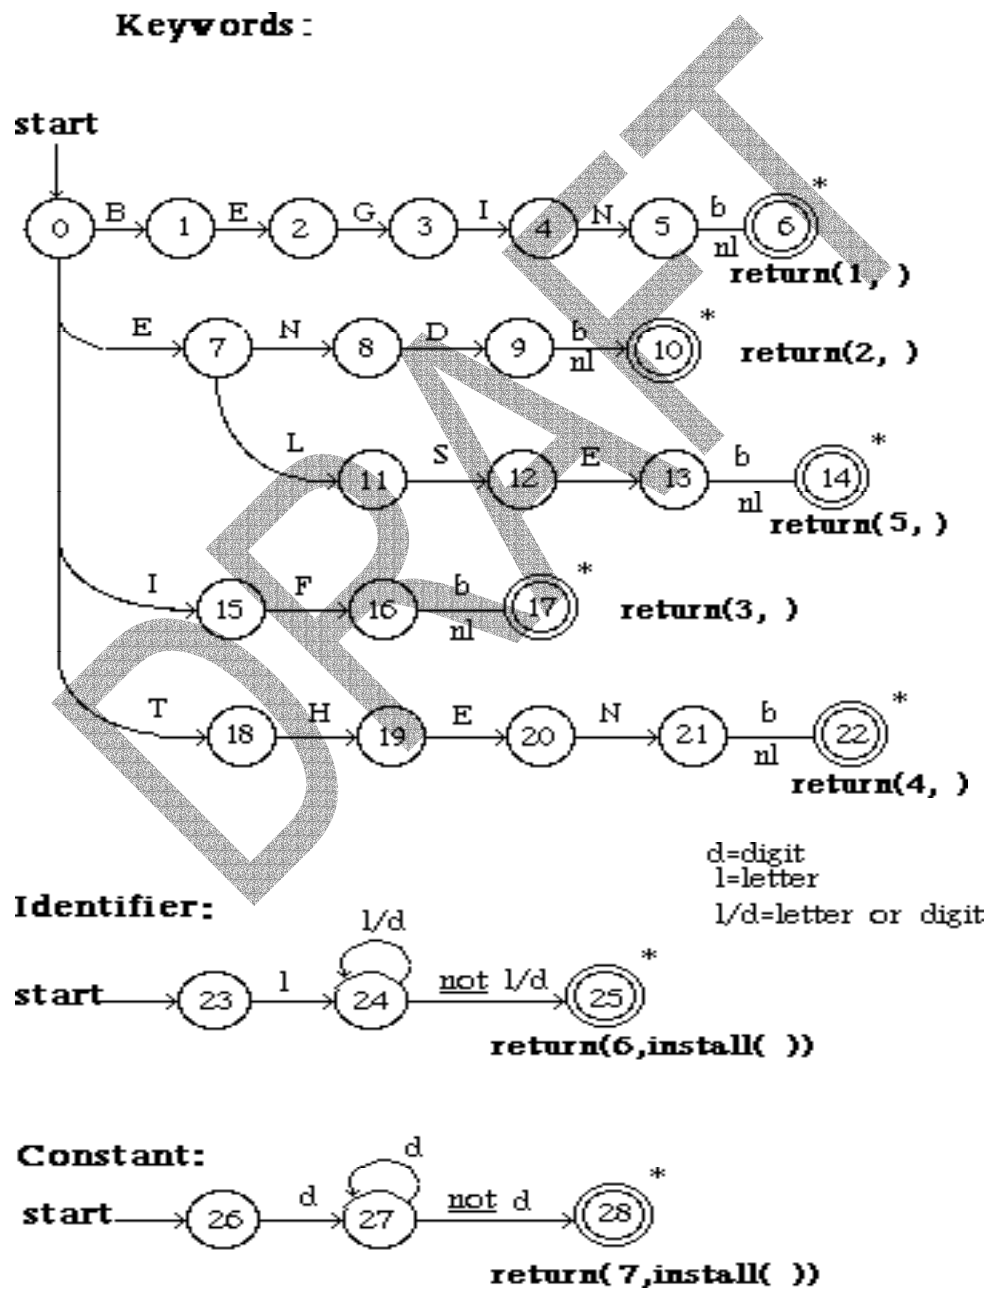 Keywords:
start
B E G I N b
0 1 2 3 4 5 6 *
nl
return(1, )
E N D b
7 8 9 10 *
nl
return(2, )
L S E b
11 12 13 14 *
nl
return(5, )
I F b
15 16 17 *
nl
return(3, )
T H E N b
18 19 20 21 22 *
nl
return(4, )
d=digit
l=letter
l/d=letter or digit
Identifier:
l/d
start 23 l 24 not l/d 25 *
return(6,install( ))
Constant:
d
start 26 d 27 not d 28 *
return(7,install( ))
DRAFT